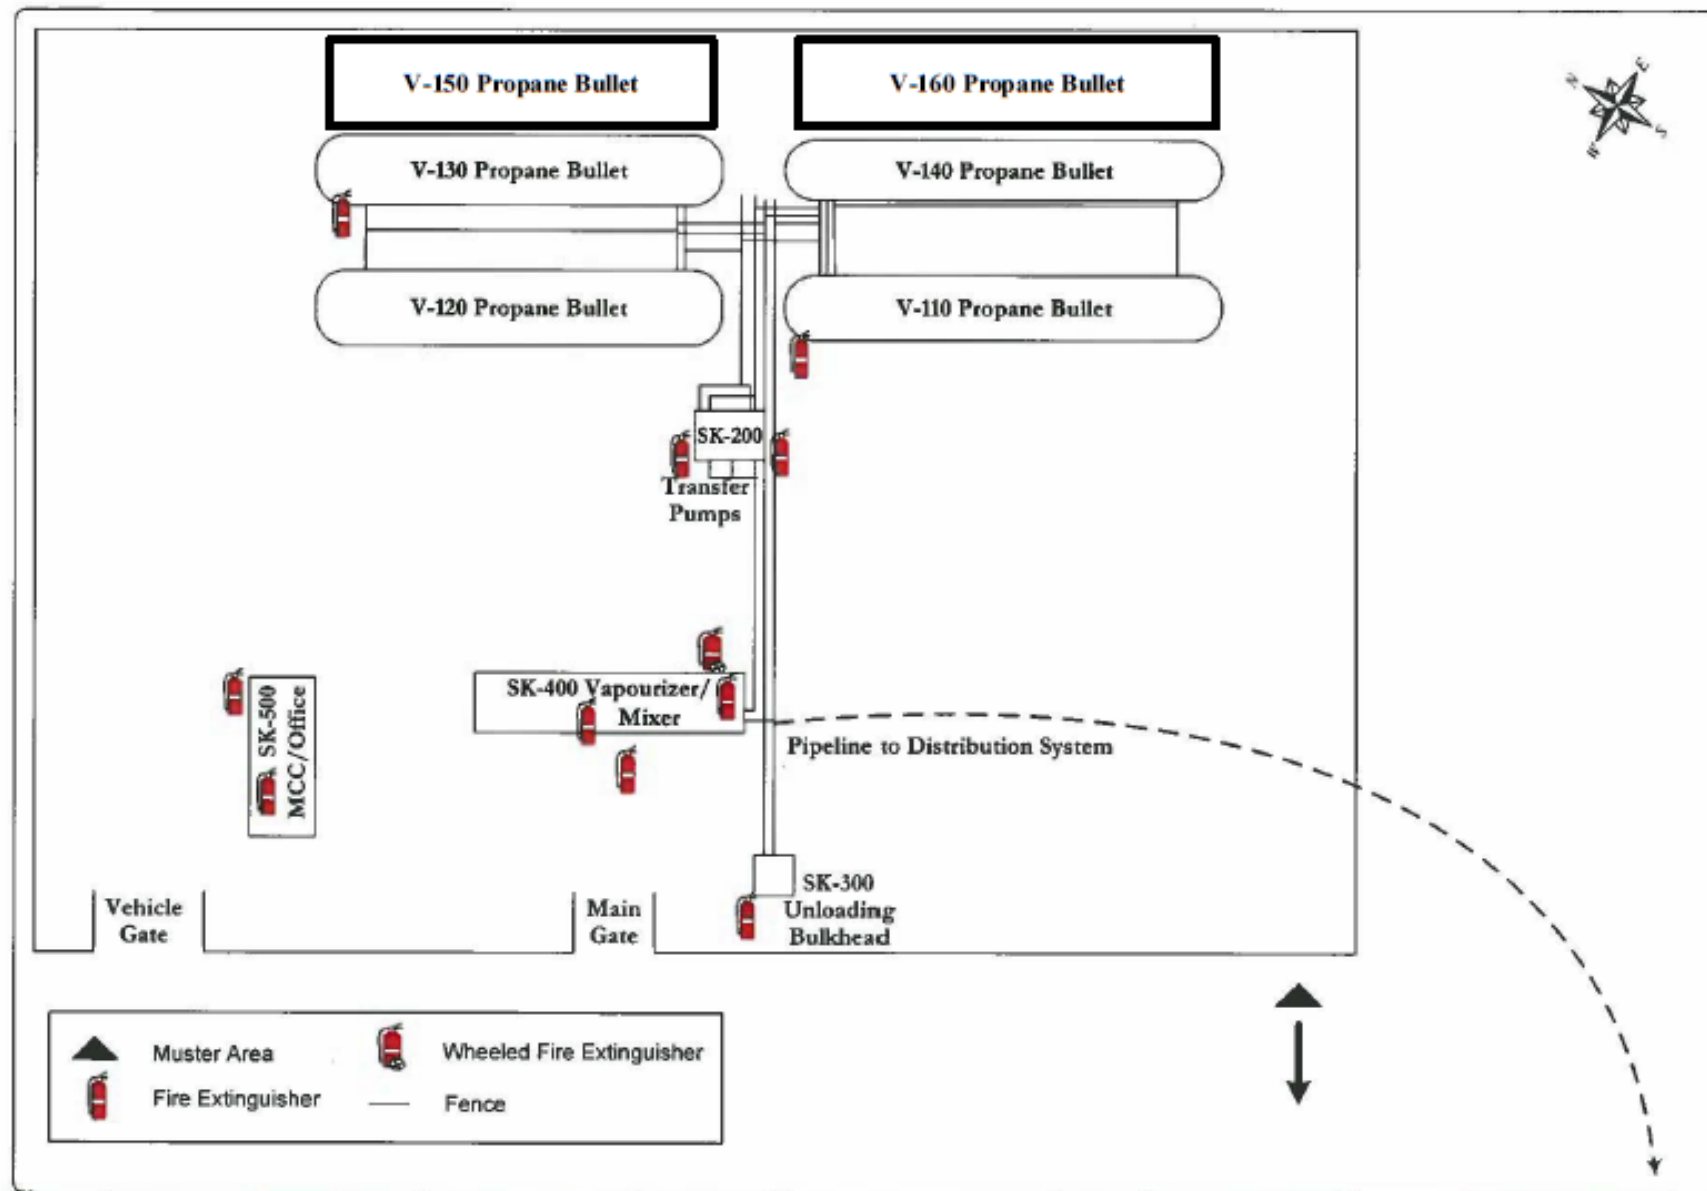 V-150 Propane Bullet
V-160 Propane Bullet
N
E
W
S
V-130 Propane Bullet
V-140 Propane Bullet
V-120 Propane Bullet
V-110 Propane Bullet
SK-200
Transfer
Pumps
SK-400 Vapourizer/
Mixer
SK-500
MCC/Office
Pipeline to Distribution System
SK-300
Unloading
Bulkhead
Vehicle
Gate
Main
Gate
Muster Area
Wheeled Fire Extinguisher
Fire Extinguisher
Fence